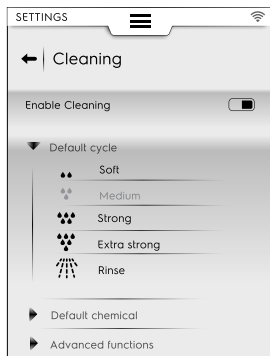 SETTINGS
Cleaning
Enable Cleaning
Default cycle
Soft
Medium
Strong
Extra strong
Rinse
Default chemical
Advanced functions